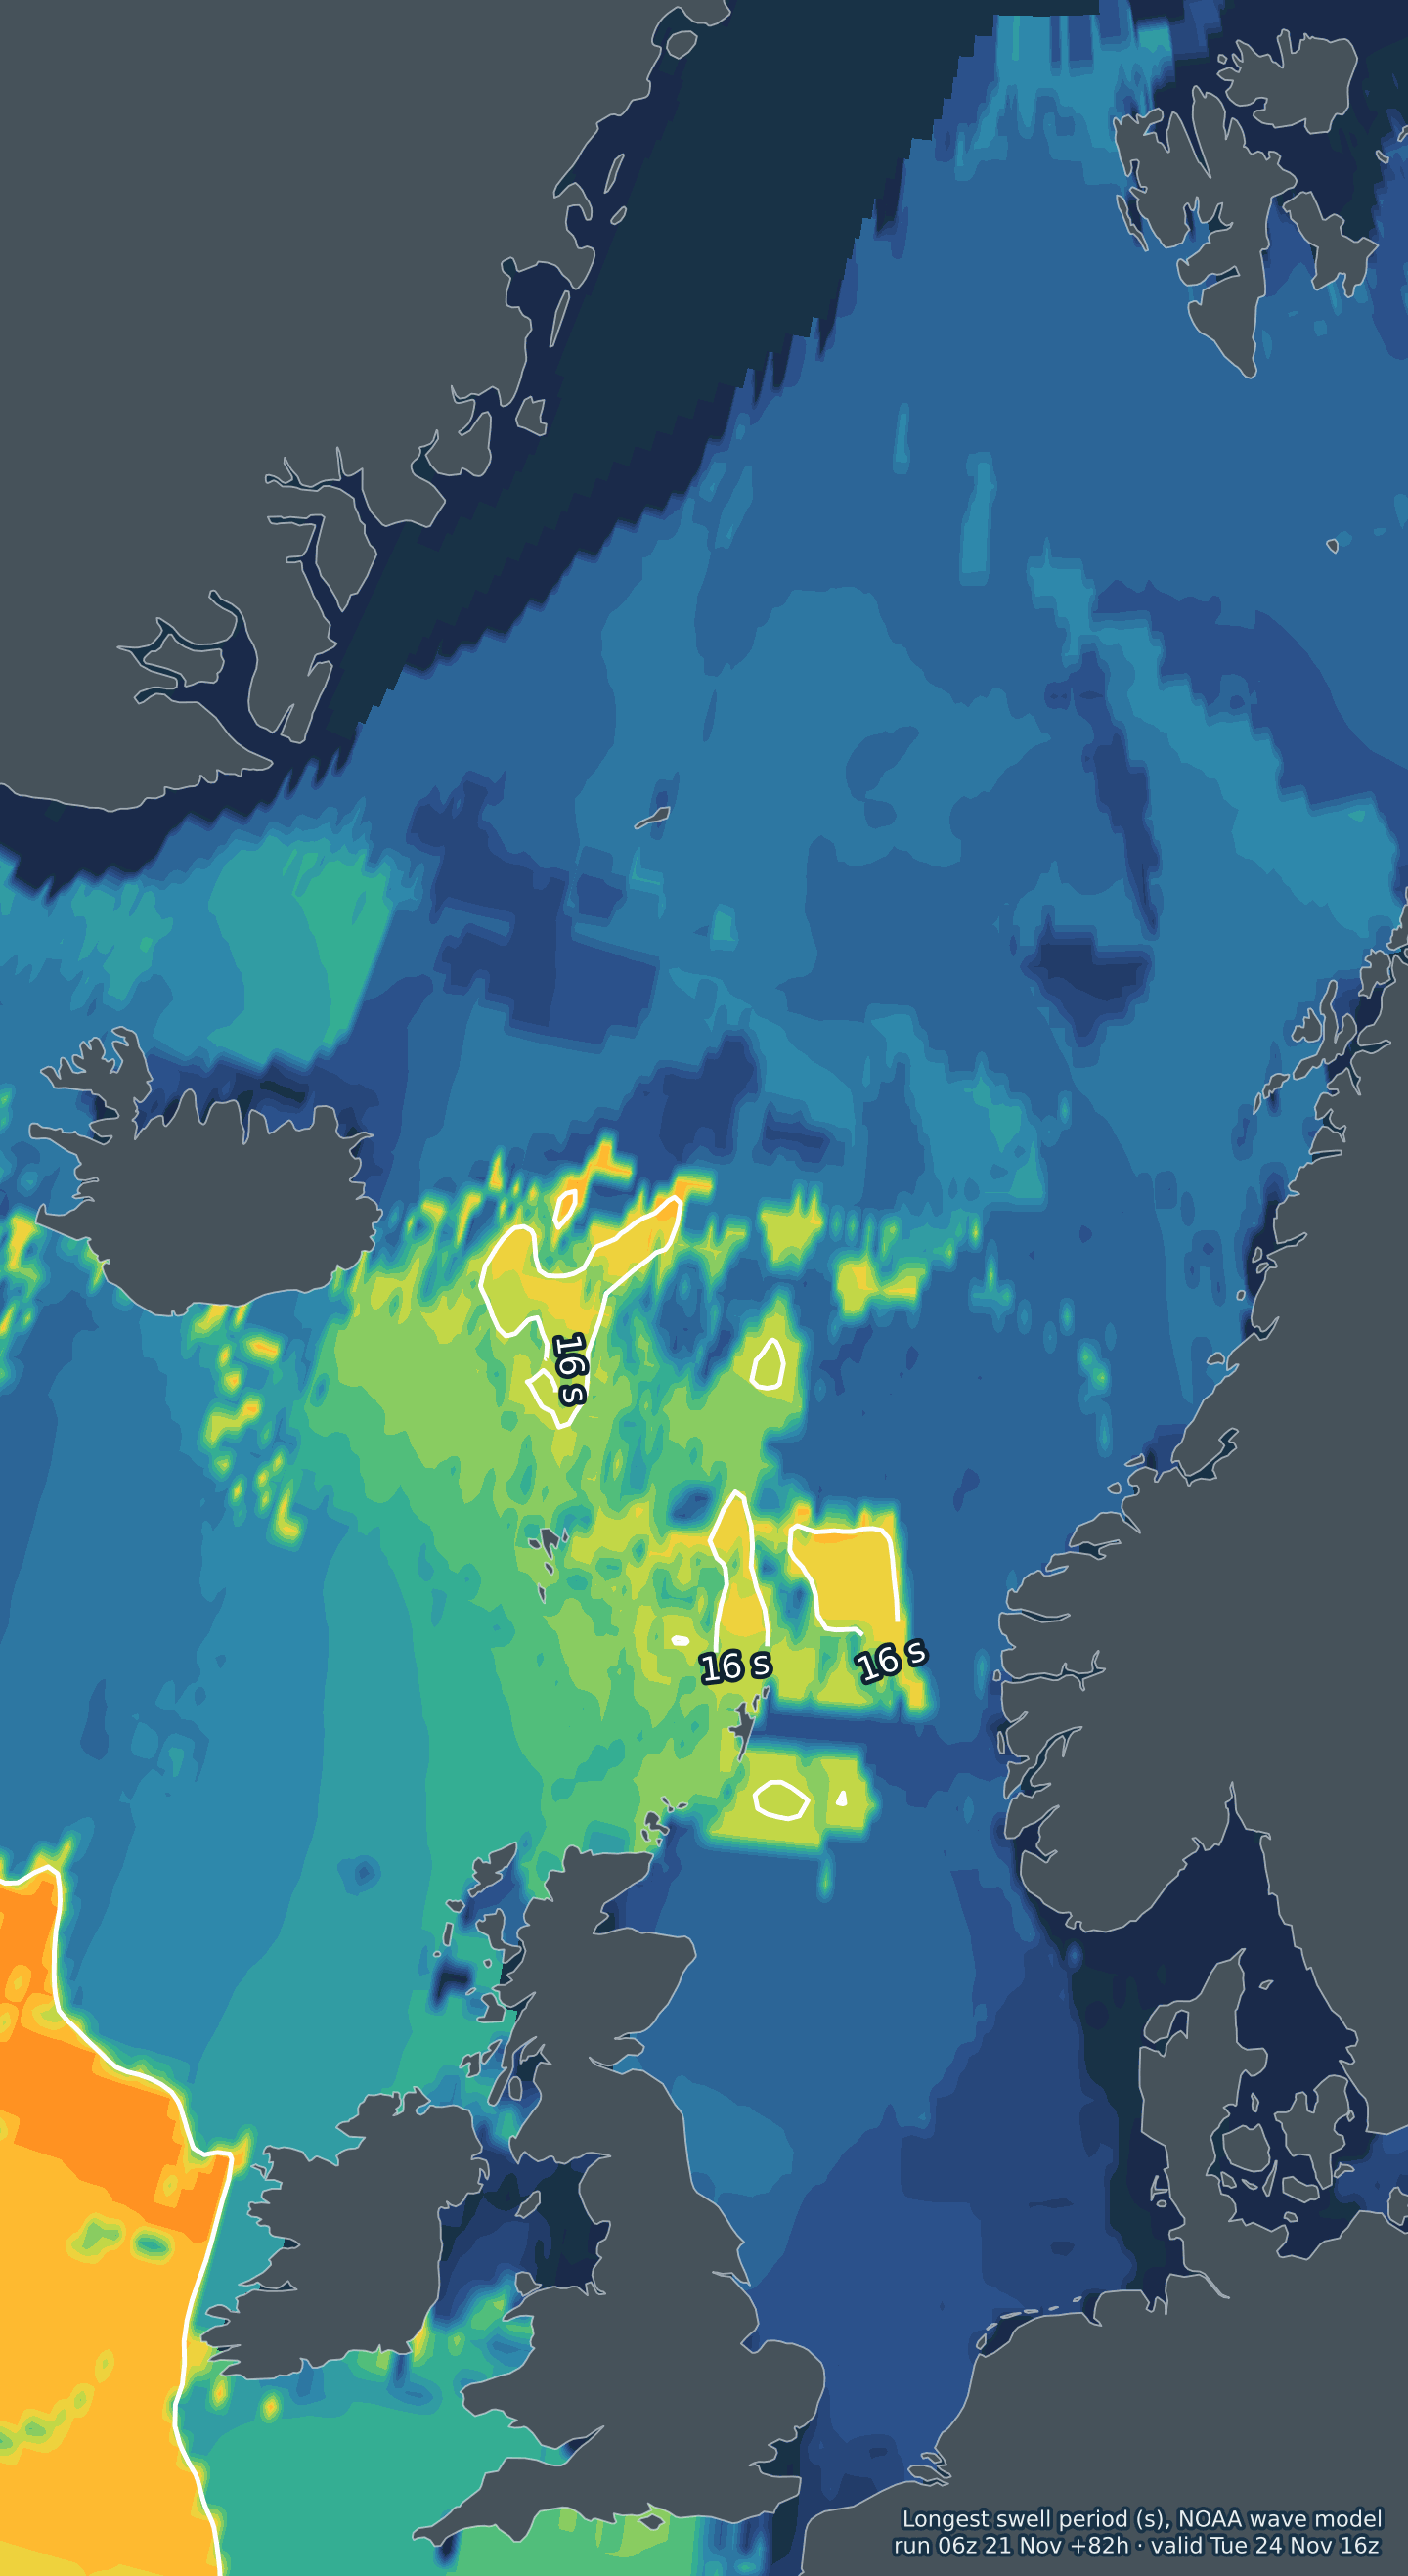 16 s
16 s
16 s
Longest swell period (s), NOAA wave model
run 06z 21 Nov +82h · valid Tue 24 Nov 16z